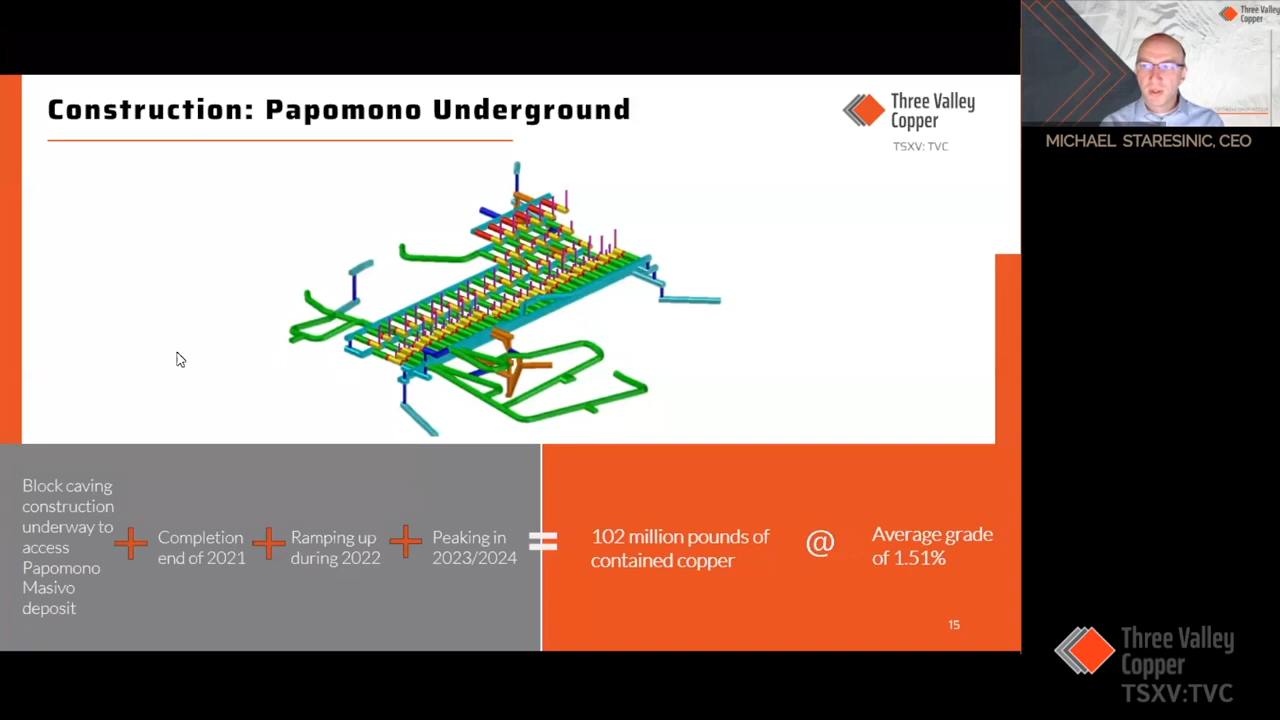 Construction: Papomono Underground
Three Valley
Copper
TSXV: TVC
Three Valley
Copper
MICHAEL STARESINIC, CEO
Block caving
construction
underway to
access
Papomono
Masivo
deposit
+
Completion
end of 2021
+
Ramping up
during 2022
+
Peaking in
2023/2024
=
102 million pounds of
contained copper
@
Average grade
of 1.51%
15
Three Valley
Copper
TSXV:TVC